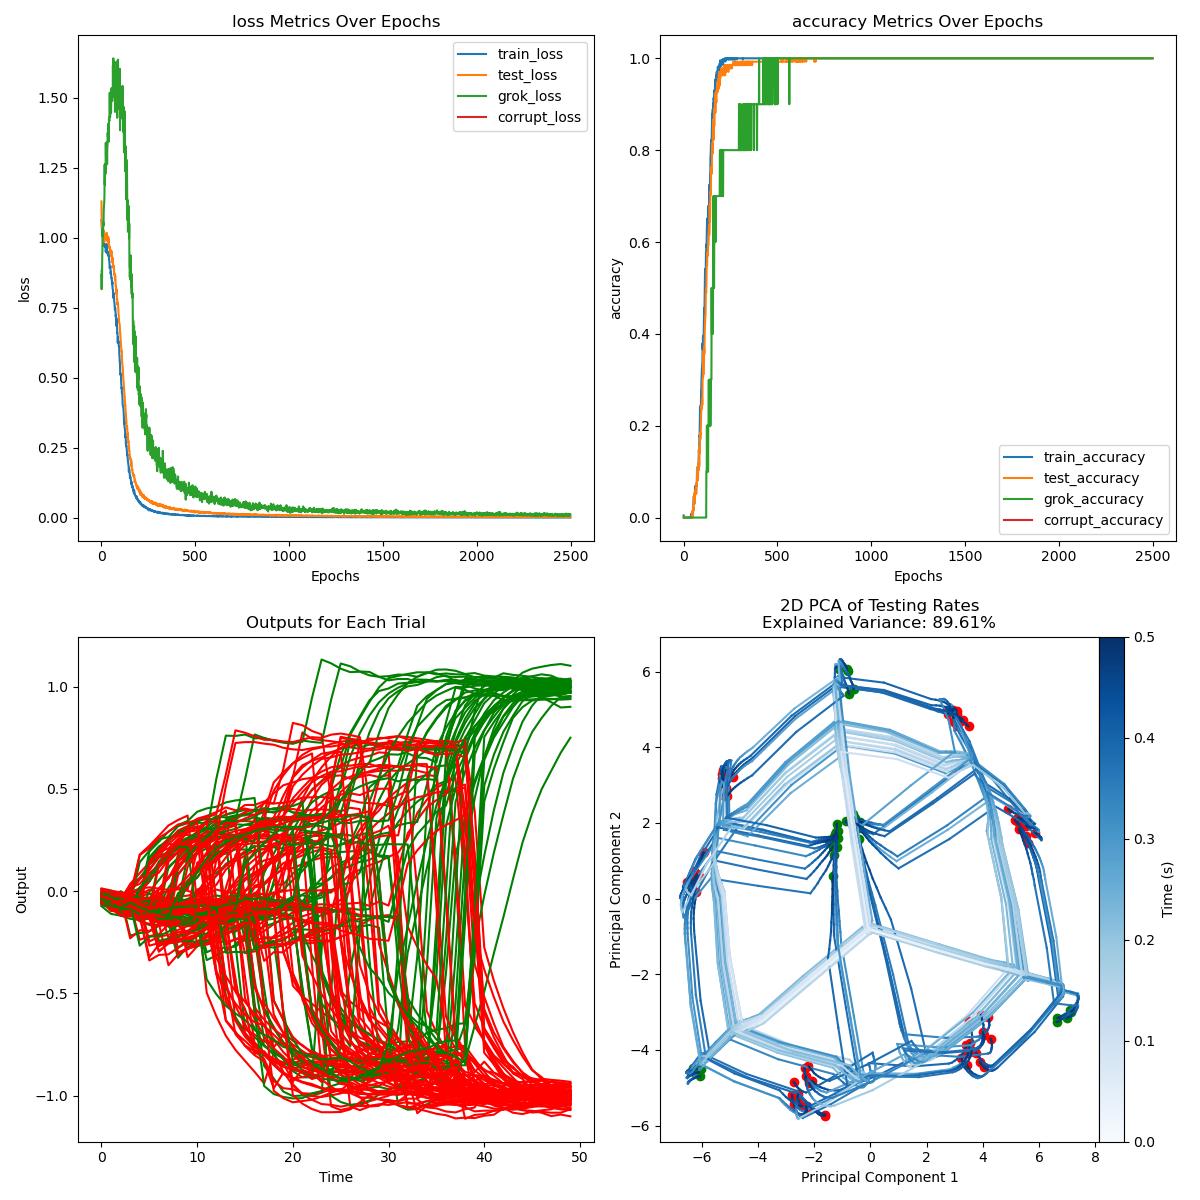 loss Metrics Over Epochs
1.50
1.25
1.00
0.75
0.50
0.25
0.00
loss
train_loss
test_loss
grok_loss
corrupt_loss
0
500
1000
1500
2000
2500
Epochs
accuracy Metrics Over Epochs
1.0
0.8
0.6
0.4
0.2
0.0
accuracy
train_accuracy
test_accuracy
grok_accuracy
corrupt_accuracy
0
500
1000
1500
2000
2500
Epochs
Outputs for Each Trial
1.0
0.5
0.0
−0.5
−1.0
Output
0
10
20
30
40
50
Time
2D PCA of Testing Rates
Explained Variance: 89.61%
6
4
2
0
−2
−4
−6
Principal Component 2
−6
−4
−2
0
2
4
6
8
Principal Component 1
0.5
0.4
0.3
0.2
0.1
0.0
Time (s)